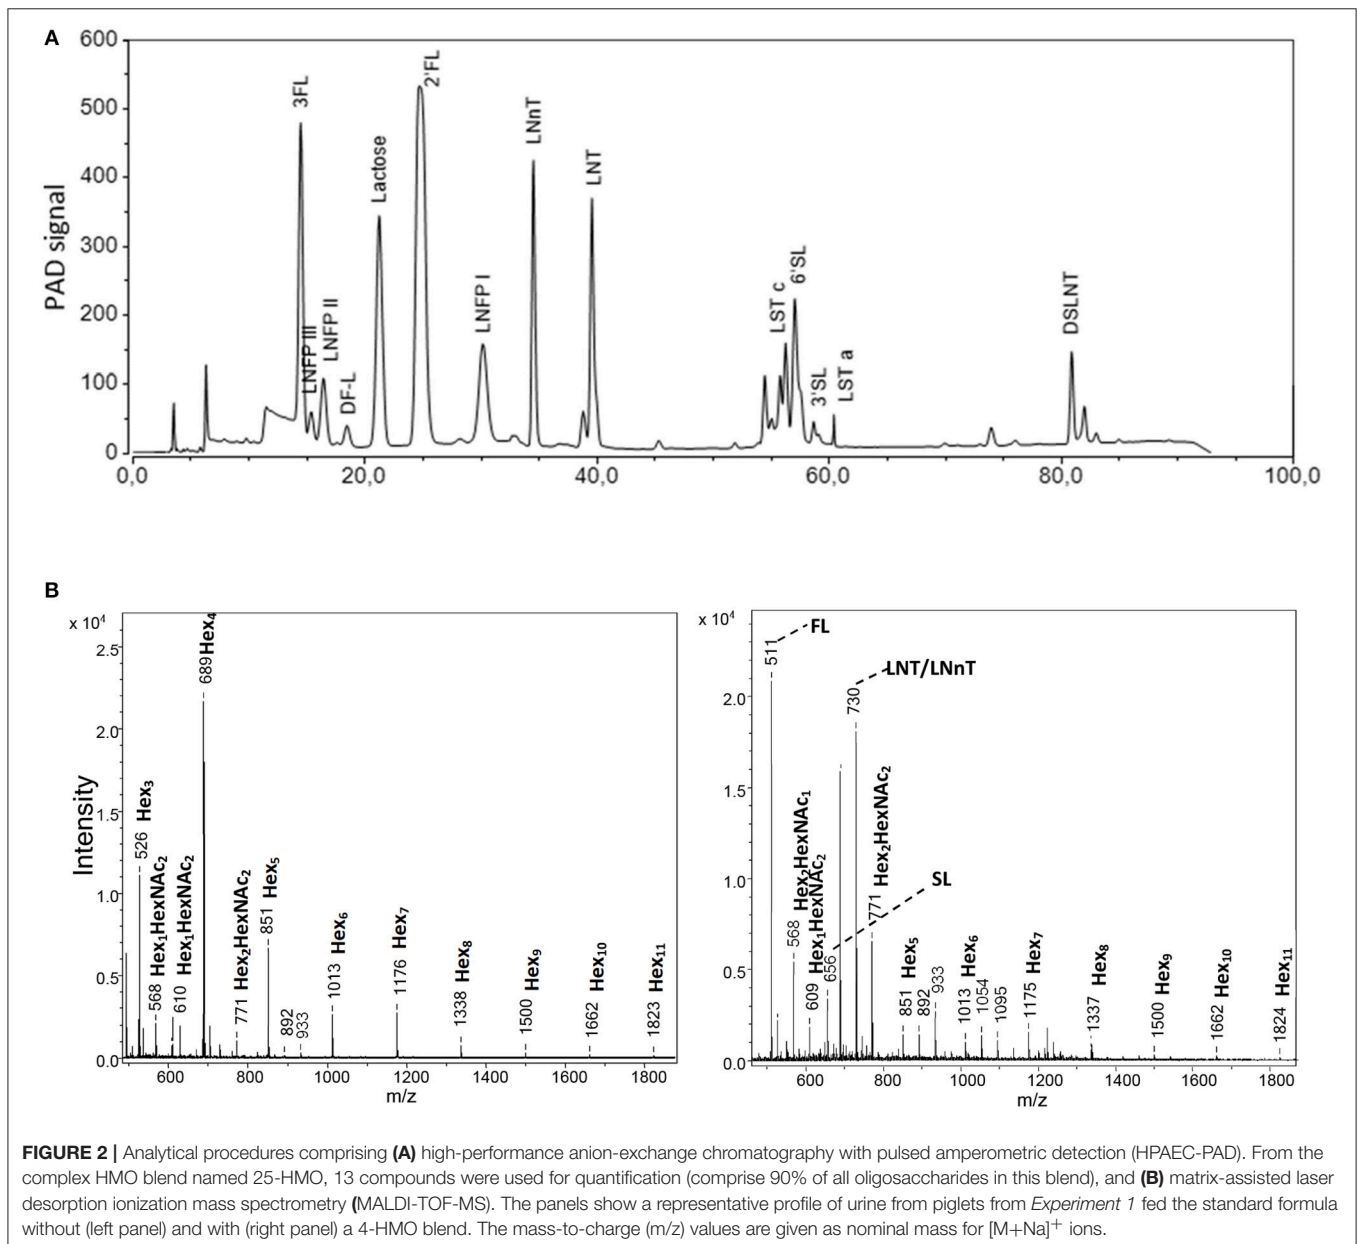 A
600
500
400
300
200
100
0
PAD signal
3FL
LNFP III
LNFP II
DF-L
Lactose
2'FL
LNFP I
LNnT
LNT
LST c
6'SL
3'SL
LST a
DSLNT
0,0 20,0 40,0 60,0 80,0 100,0
B
x 10⁴
2.5
2.0
1.5
1.0
0.5
0.0
Intensity
526 Hex₃
568 Hex₁HexNAc₂
610 Hex₁HexNAc₂
689 Hex₄
771 Hex₂HexNAc₂
851 Hex₅
892
933
1013 Hex₆
1176 Hex₇
1338 Hex₈
1500 Hex₉
1662 Hex₁₀
1823 Hex₁₁
600 800 1000 1200 1400 1600 1800
m/z
x 10⁴
2.0
1.5
1.0
0.5
0.0
511 FL
568 Hex₂HexNAc₁
609 Hex₁HexNAc₂
656 SL
730 LNT/LNnT
771 Hex₂HexNAc₂
851 Hex₅
892
933
1013 Hex₆
1054
1095
1175 Hex₇
1337 Hex₈
1500 Hex₉
1662 Hex₁₀
1824 Hex₁₁
600 800 1000 1200 1400 1600 1800
m/z
FIGURE 2 | Analytical procedures comprising (A) high-performance anion-exchange chromatography with pulsed amperometric detection (HPAEC-PAD). From the
complex HMO blend named 25-HMO, 13 compounds were used for quantification (comprise 90% of all oligosaccharides in this blend), and (B) matrix-assisted laser
desorption ionization mass spectrometry (MALDI-TOF-MS). The panels show a representative profile of urine from piglets from Experiment 1 fed the standard formula
without (left panel) and with (right panel) a 4-HMO blend. The mass-to-charge (m/z) values are given as nominal mass for [M+Na]⁺ ions.